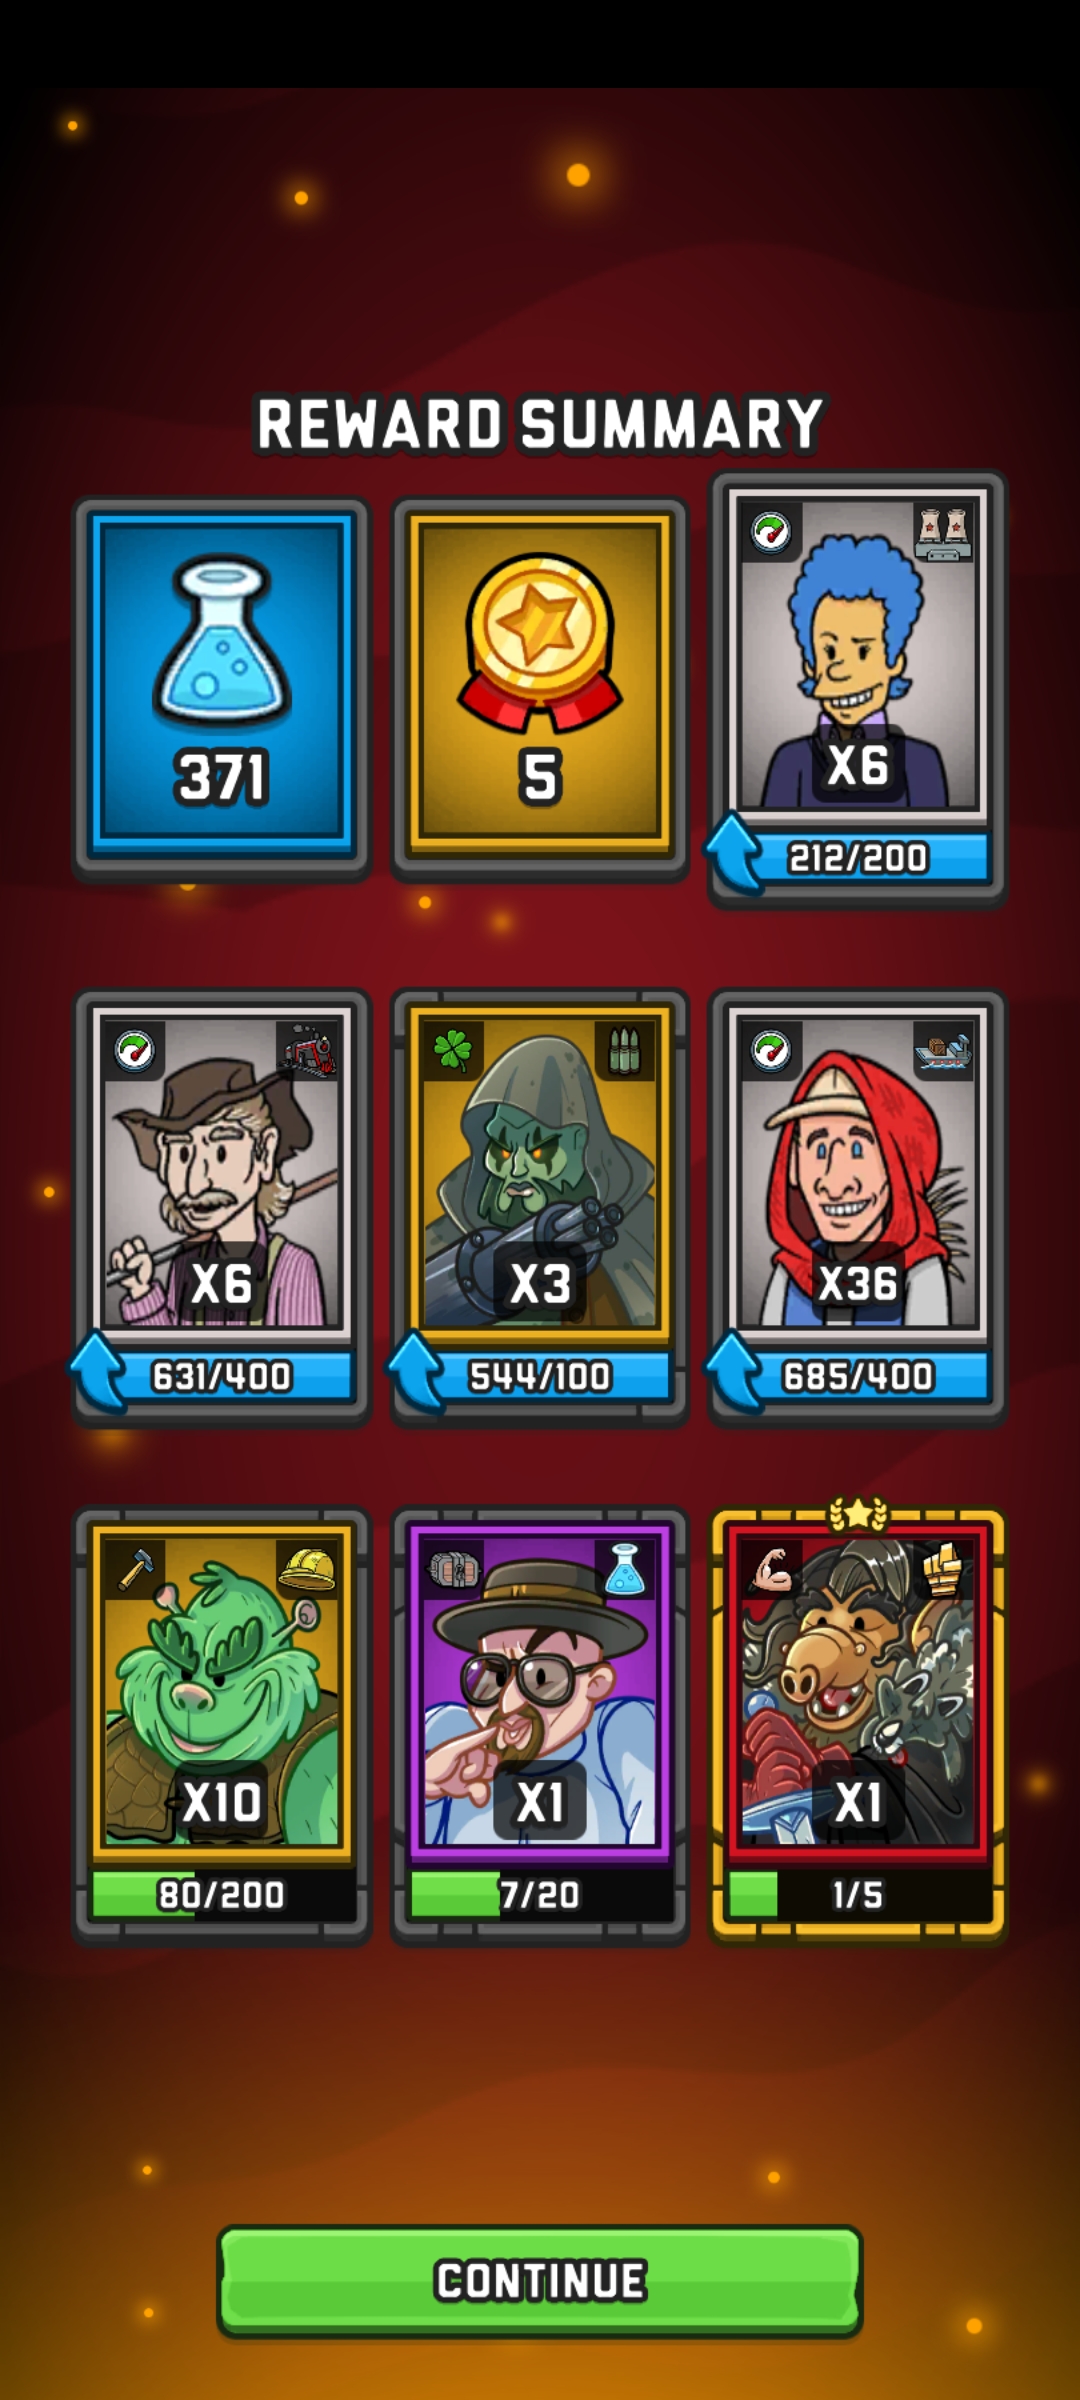 REWARD SUMMARY
371
5
X6
212/200
X6
631/400
X3
544/100
X36
685/400
X10
80/200
X1
7/20
X1
1/5
CONTINUE